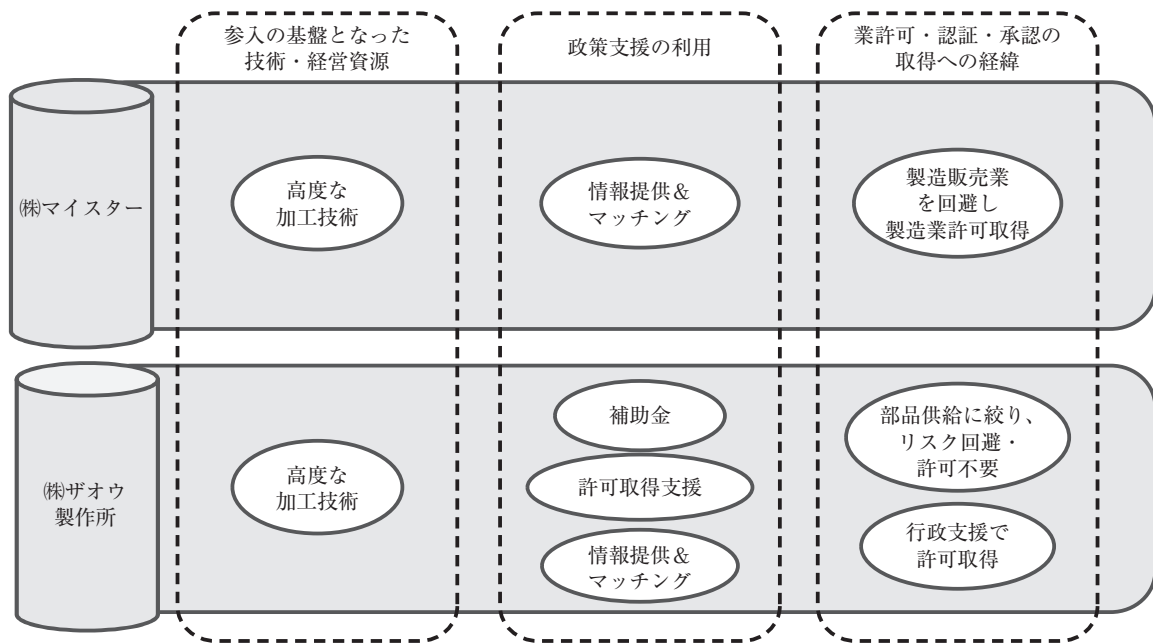 参入の基盤となった
技術・経営資源
政策支援の利用
業許可・認証・承認の
取得への経緯
㈱マイスター
高度な
加工技術
情報提供＆
マッチング
製造販売業
を回避し
製造業許可取得
㈱ザオウ
製作所
高度な
加工技術
補助金
許可取得支援
情報提供＆
マッチング
部品供給に絞り、
リスク回避・
許可不要
行政支援で
許可取得